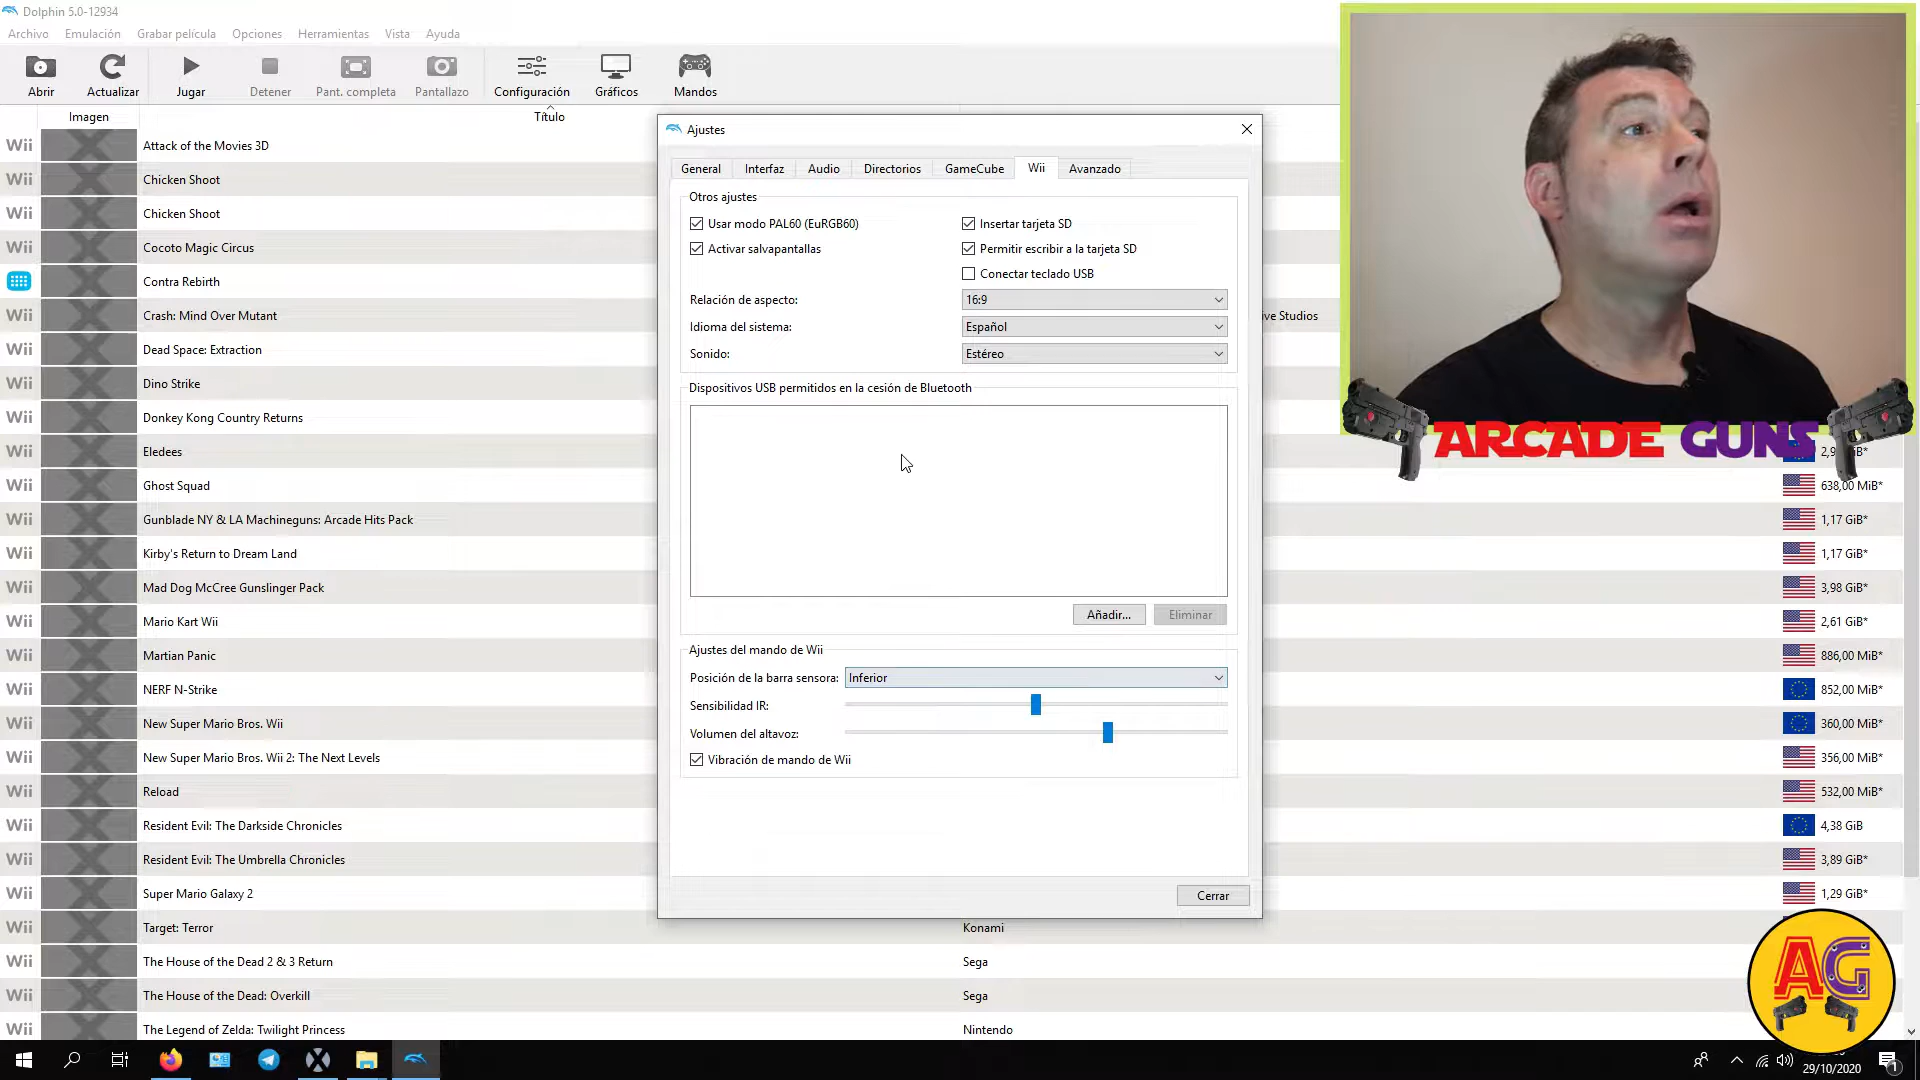 Dolphin 5.0-12934
Archivo Emulación Grabar película Opciones Herramientas Vista Ayuda
Abrir Actualizar Jugar Detener Pant. completa Pantallazo Configuración Gráficos Mandos
Imagen Título
Wii Attack of the Movies 3D
Wii Chicken Shoot
Wii Chicken Shoot
Wii Cocoto Magic Circus
Contra Rebirth
Wii Crash: Mind Over Mutant ive Studios
Wii Dead Space: Extraction
Wii Dino Strike
Wii Donkey Kong Country Returns
Wii Eledees
Wii Ghost Squad 638,00 MiB*
Wii Gunblade NY & LA Machineguns: Arcade Hits Pack 1,17 GiB*
Wii Kirby's Return to Dream Land 1,17 GiB*
Wii Mad Dog McCree Gunslinger Pack 3,98 GiB*
Wii Mario Kart Wii 2,61 GiB*
Wii Martian Panic 886,00 MiB*
Wii NERF N-Strike 852,00 MiB*
Wii New Super Mario Bros. Wii 360,00 MiB*
Wii New Super Mario Bros. Wii 2: The Next Levels 356,00 MiB*
Wii Reload 532,00 MiB*
Wii Resident Evil: The Darkside Chronicles 4,38 GiB
Wii Resident Evil: The Umbrella Chronicles 3,89 GiB*
Wii Super Mario Galaxy 2 1,29 GiB*
Wii Target: Terror Konami
Wii The House of the Dead 2 & 3 Return Sega
Wii The House of the Dead: Overkill Sega
Wii The Legend of Zelda: Twilight Princess Nintendo
Ajustes
General Interfaz Audio Directorios GameCube Wii Avanzado
Otros ajustes
Usar modo PAL60 (EuRGB60) Insertar tarjeta SD
Activar salvapantallas Permitir escribir a la tarjeta SD
Conectar teclado USB
Relación de aspecto: 16:9
Idioma del sistema: Español
Sonido: Estéreo
Dispositivos USB permitidos en la cesión de Bluetooth
Añadir... Eliminar
Ajustes del mando de Wii
Posición de la barra sensora: Inferior
Sensibilidad IR:
Volumen del altavoz:
Vibración de mando de Wii
Cerrar
ARCADE GUNS
AG
29/10/2020
1